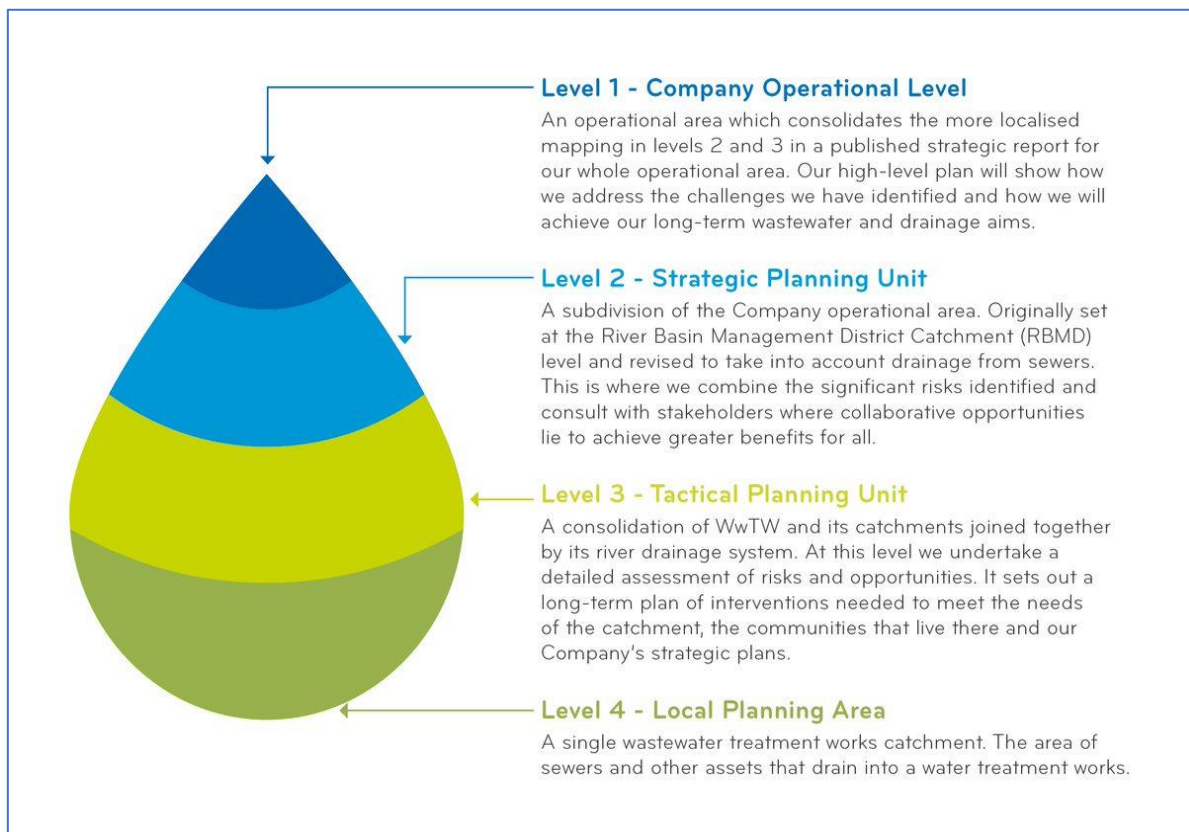 Level 1 - Company Operational Level
An operational area which consolidates the more localised
mapping in levels 2 and 3 in a published strategic report for
our whole operational area. Our high-level plan will show how
we address the challenges we have identified and how we will
achieve our long-term wastewater and drainage aims.
Level 2 - Strategic Planning Unit
A subdivision of the Company operational area. Originally set
at the River Basin Management District Catchment (RBMD)
level and revised to take into account drainage from sewers.
This is where we combine the significant risks identified and
consult with stakeholders where collaborative opportunities
lie to achieve greater benefits for all.
Level 3 - Tactical Planning Unit
A consolidation of WwTW and its catchments joined together
by its river drainage system. At this level we undertake a
detailed assessment of risks and opportunities. It sets out a
long-term plan of interventions needed to meet the needs
of the catchment, the communities that live there and our
Company's strategic plans.
Level 4 - Local Planning Area
A single wastewater treatment works catchment. The area of
sewers and other assets that drain into a water treatment works.